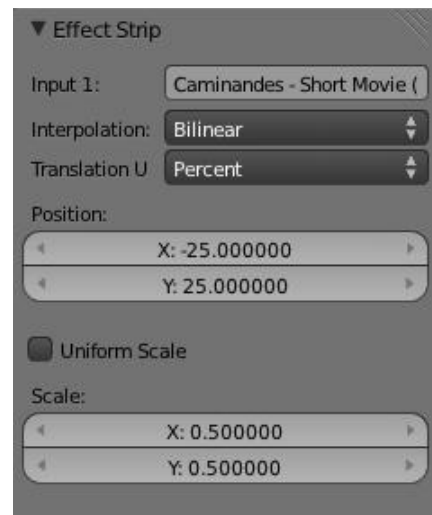 Effect Strip
Input 1: Caminandes - Short Movie (
Interpolation: Bilinear
Translation U Percent
Position:
X: -25.000000
Y: 25.000000
Uniform Scale
Scale:
X: 0.500000
Y: 0.500000